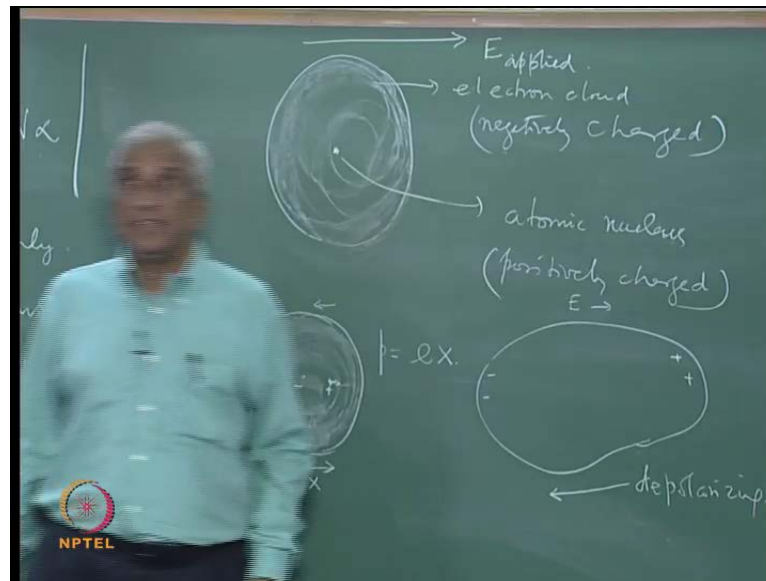 E applied.
electron cloud
(negatively charged)
α
atomic nucleus
(positively charged)
E →
p = ex.
- + 
- +
x
depolarizing
NPTEL